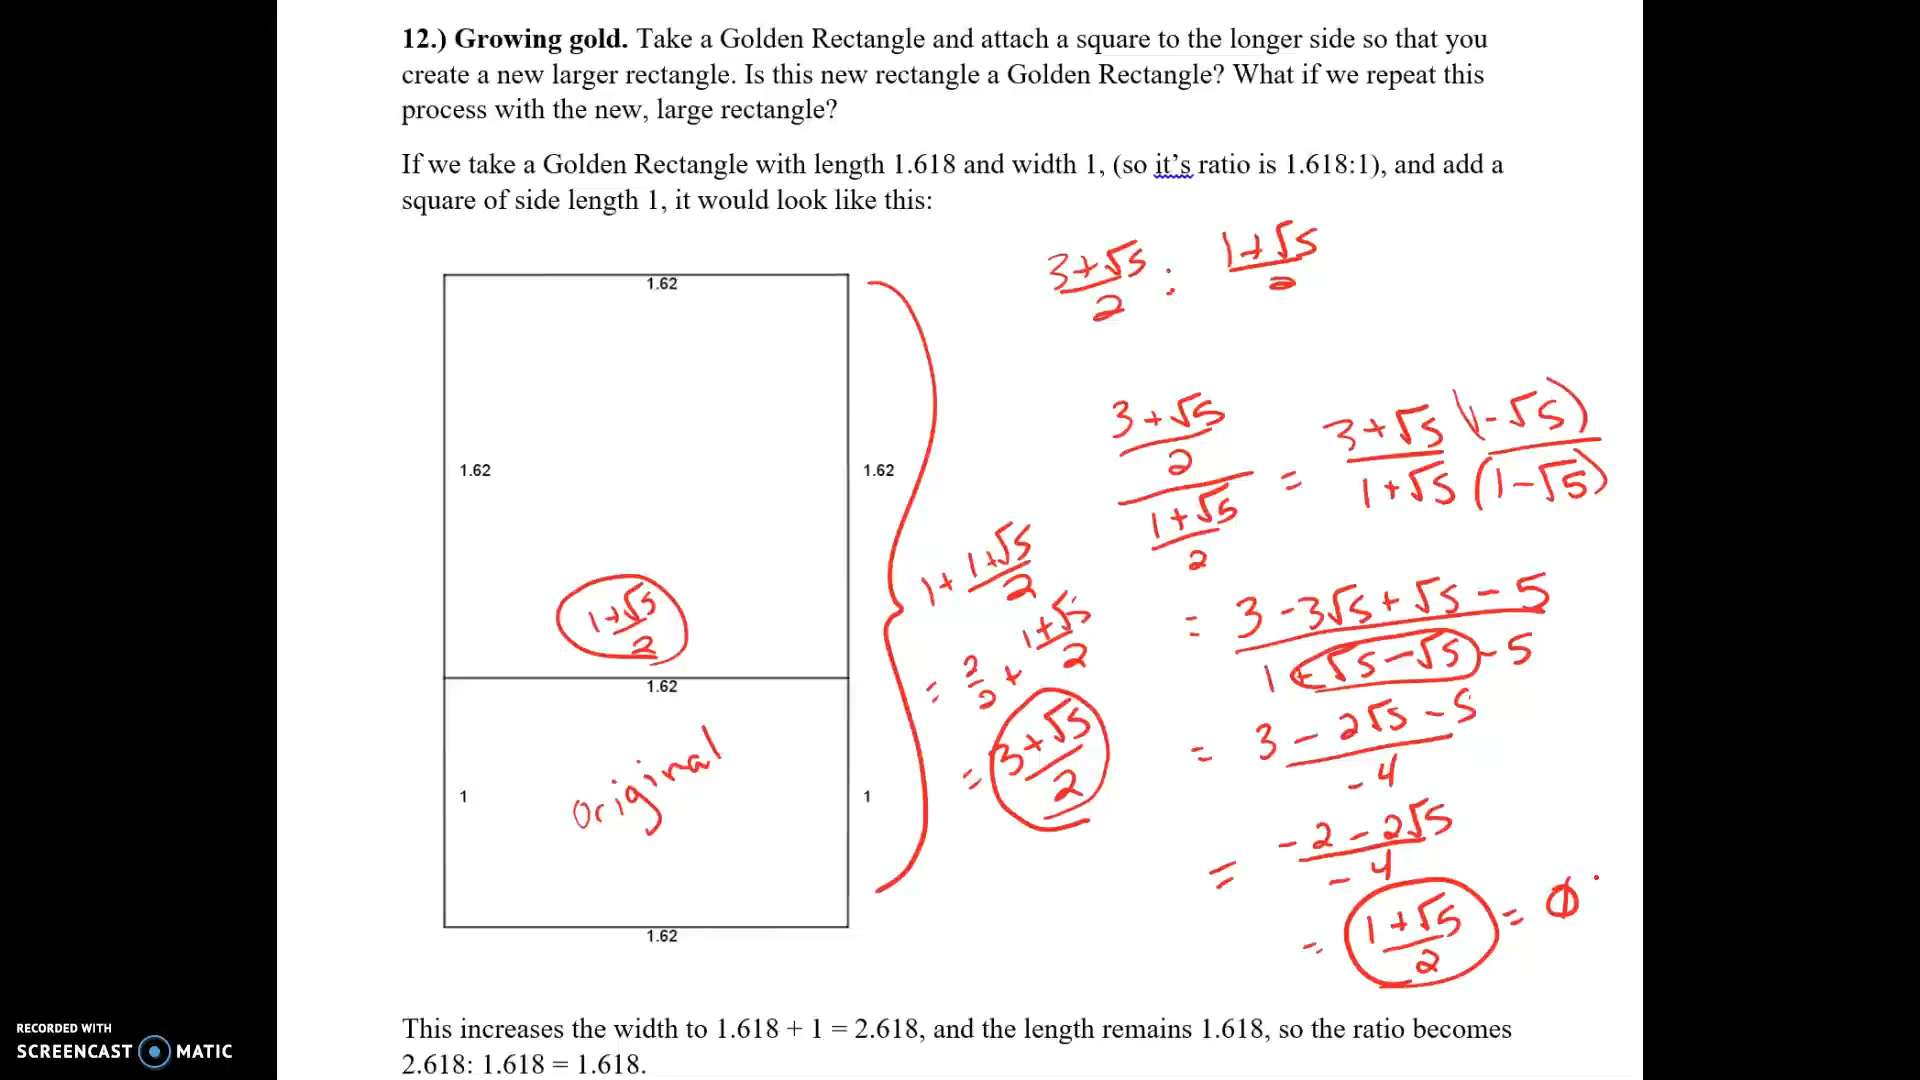 12.) Growing gold. Take a Golden Rectangle and attach a square to the longer side so that you
create a new larger rectangle. Is this new rectangle a Golden Rectangle? What if we repeat this
process with the new, large rectangle?
If we take a Golden Rectangle with length 1.618 and width 1, (so it's ratio is 1.618:1), and add a
square of side length 1, it would look like this:
1.62
1.62
1.62
1.62
1
1
1.62
(1+√5)/2
original
1 + (1+√5)/2
= 2/2 + (1+√5)/2
= (3+√5)/2
(3+√5)/2 : (1+√5)/2
((3+√5)/2)/((1+√5)/2) = (3+√5)/(1+√5) (1-√5)/(1-√5)
= (3-3√5+√5-5)/(1+√5-√5-5)
= (3-2√5-5)/-4
= (-2-2√5)/-4
= (1+√5)/2 = Φ
This increases the width to 1.618 + 1 = 2.618, and the length remains 1.618, so the ratio becomes
2.618: 1.618 = 1.618.
RECORDED WITH
SCREENCAST MATIC